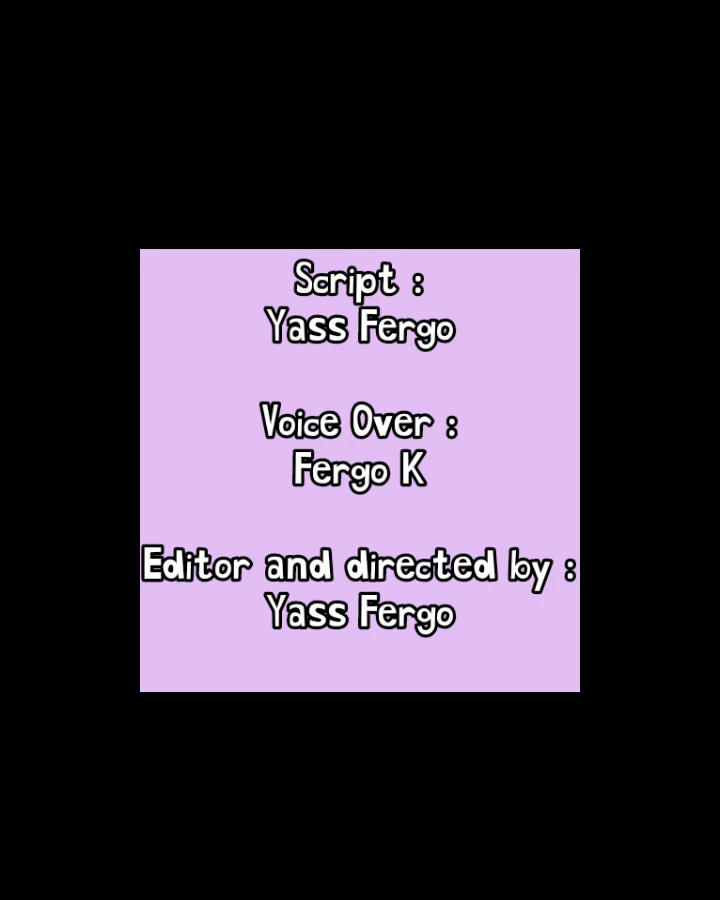 Script :
Yass Fergo
Voice Over :
Fergo K
Editor and directed by :
Yass Fergo